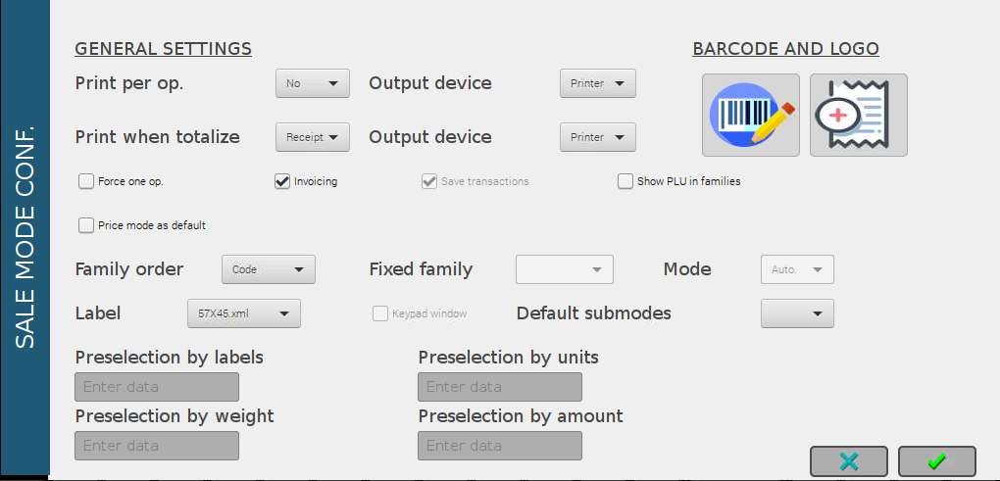 SALE MODE CONF.
GENERAL SETTINGS
BARCODE AND LOGO
Print per op.
No
Output device
Printer
Print when totalize
Receipt
Output device
Printer
Force one op.
Invoicing
Save transactions
Show PLU in families
Price mode as default
Family order
Code
Fixed family
Mode
Auto.
Label
57X45.xml
Keypad window
Default submodes
Preselection by labels
Preselection by units
Enter data
Enter data
Preselection by weight
Preselection by amount
Enter data
Enter data